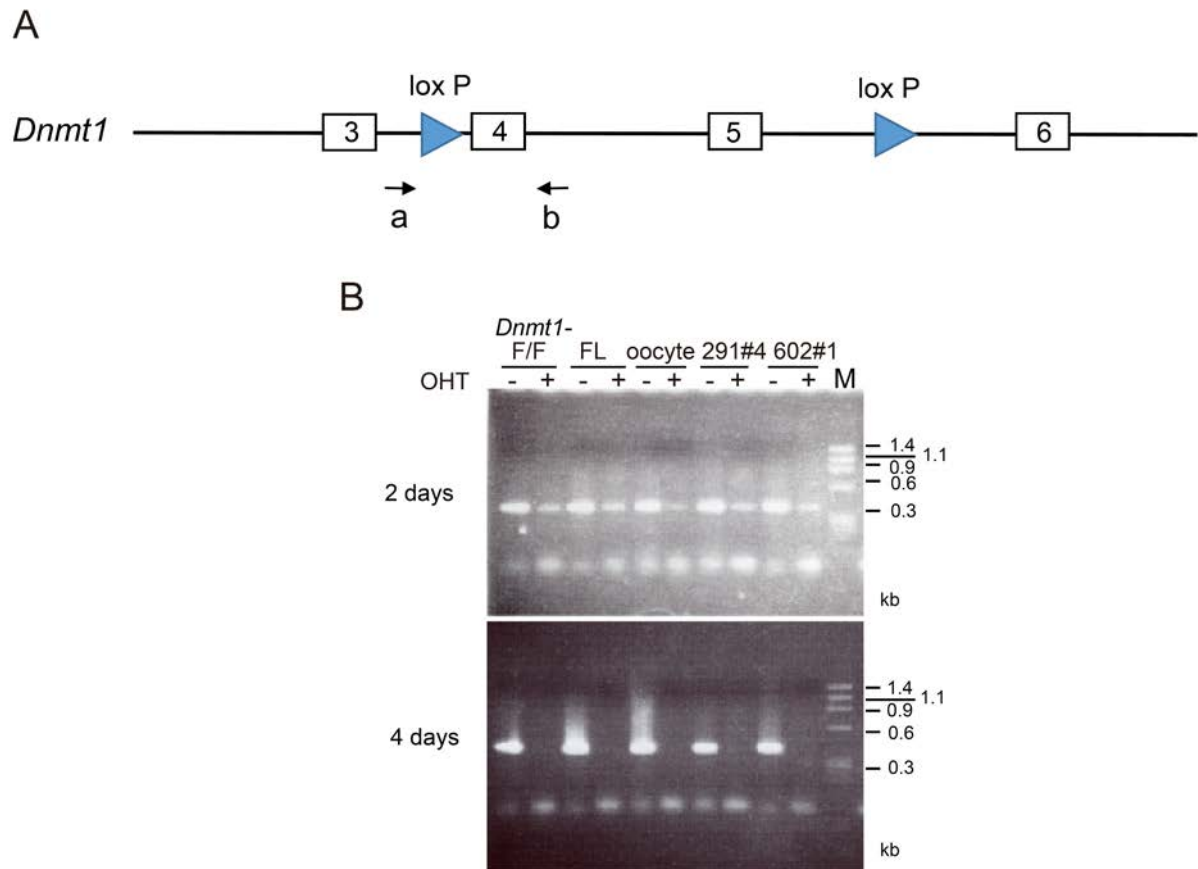 A
lox P
lox P
Dnmt1
3
4
5
6
a
b
B
Dnmt1-
F/F FL oocyte 291#4 602#1
OHT - + - + - + - + - + M
2 days
1.4
1.1
0.9
0.6
0.3
kb
4 days
1.4
1.1
0.9
0.6
0.3
kb